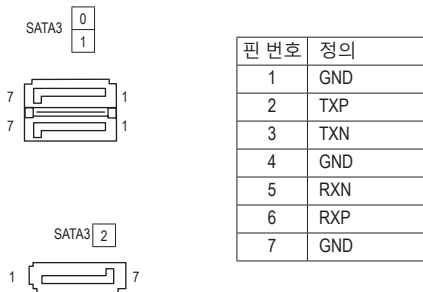 SATA3 0
1
7 1
7 1
SATA3 2
1 7
핀 번호 정의
1 GND
2 TXP
3 TXN
4 GND
5 RXN
6 RXP
7 GND